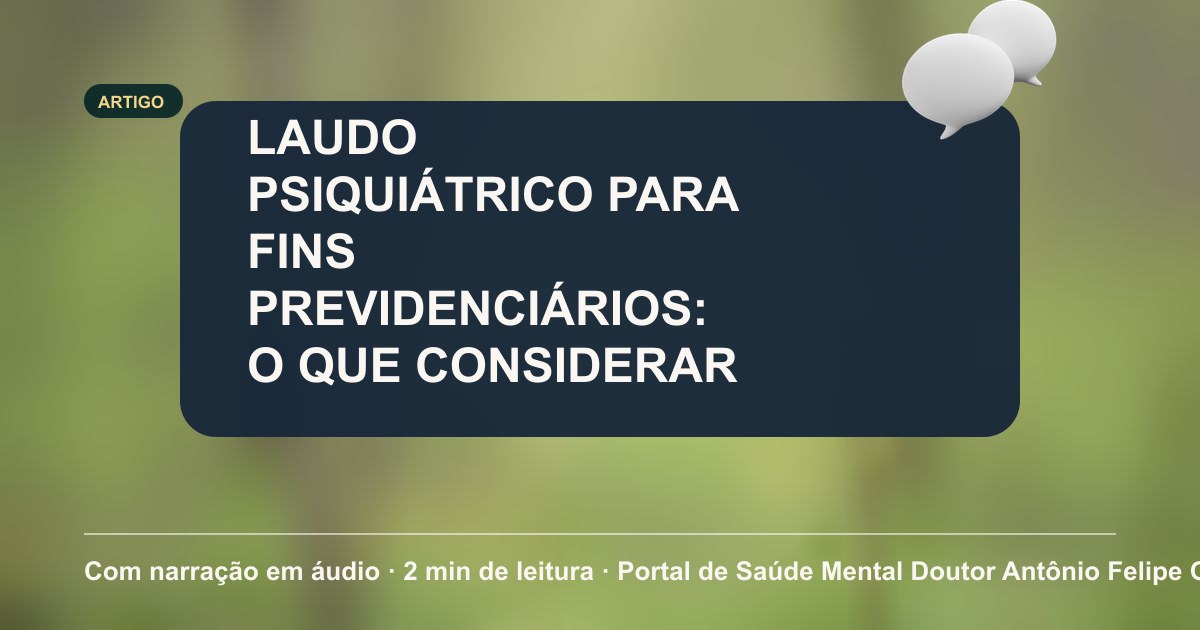 ARTIGO
LAUDO
PSIQUIÁTRICO PARA
FINS
PREVIDENCIÁRIOS:
O QUE CONSIDERAR
Com narração em áudio · 2 min de leitura · Portal de Saúde Mental Doutor Antônio Felipe